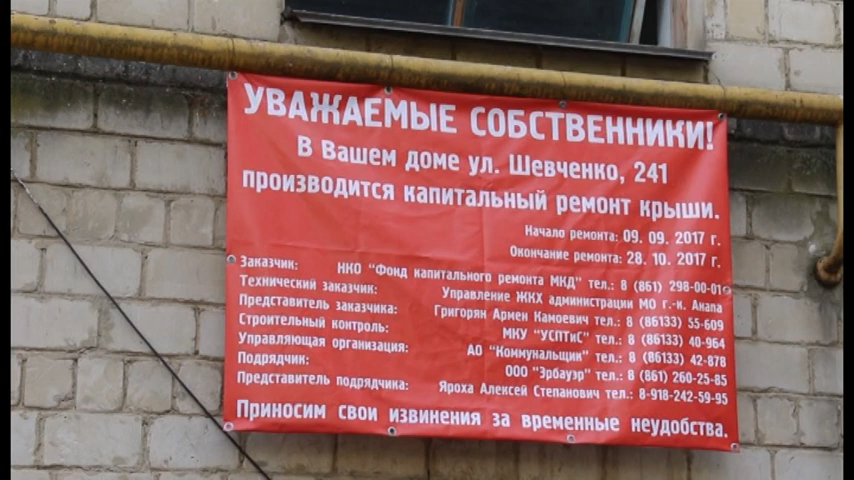 УВАЖАЕМЫЕ СОБСТВЕННИКИ!
В Вашем доме ул. Шевченко, 241
производится капитальный ремонт крыши.
Начало ремонта: 09. 09. 2017 г.
Окончание ремонта: 28. 10. 2017 г.
Заказчик: НКО "Фонд капитального ремонта МКД" тел.: 8 (861) 298-00-01
Технический заказчик: Управление ЖКХ администрации МО г.-к. Анапа
Представитель заказчика: Григорян Армен Камоевич тел.: 8 (86133) 55-609
Строительный контроль: МКУ "УСПТиС" тел.: 8 (86133) 40-964
Управляющая организация: АО "Коммунальщик" тел.: 8 (86133) 42-878
Подрядчик: ООО "Эрбауэр" тел.: 8 (861) 260-25-85
Представитель подрядчика: Яроха Алексей Степанович тел.: 8-918-242-59-95
Приносим свои извинения за временные неудобства.